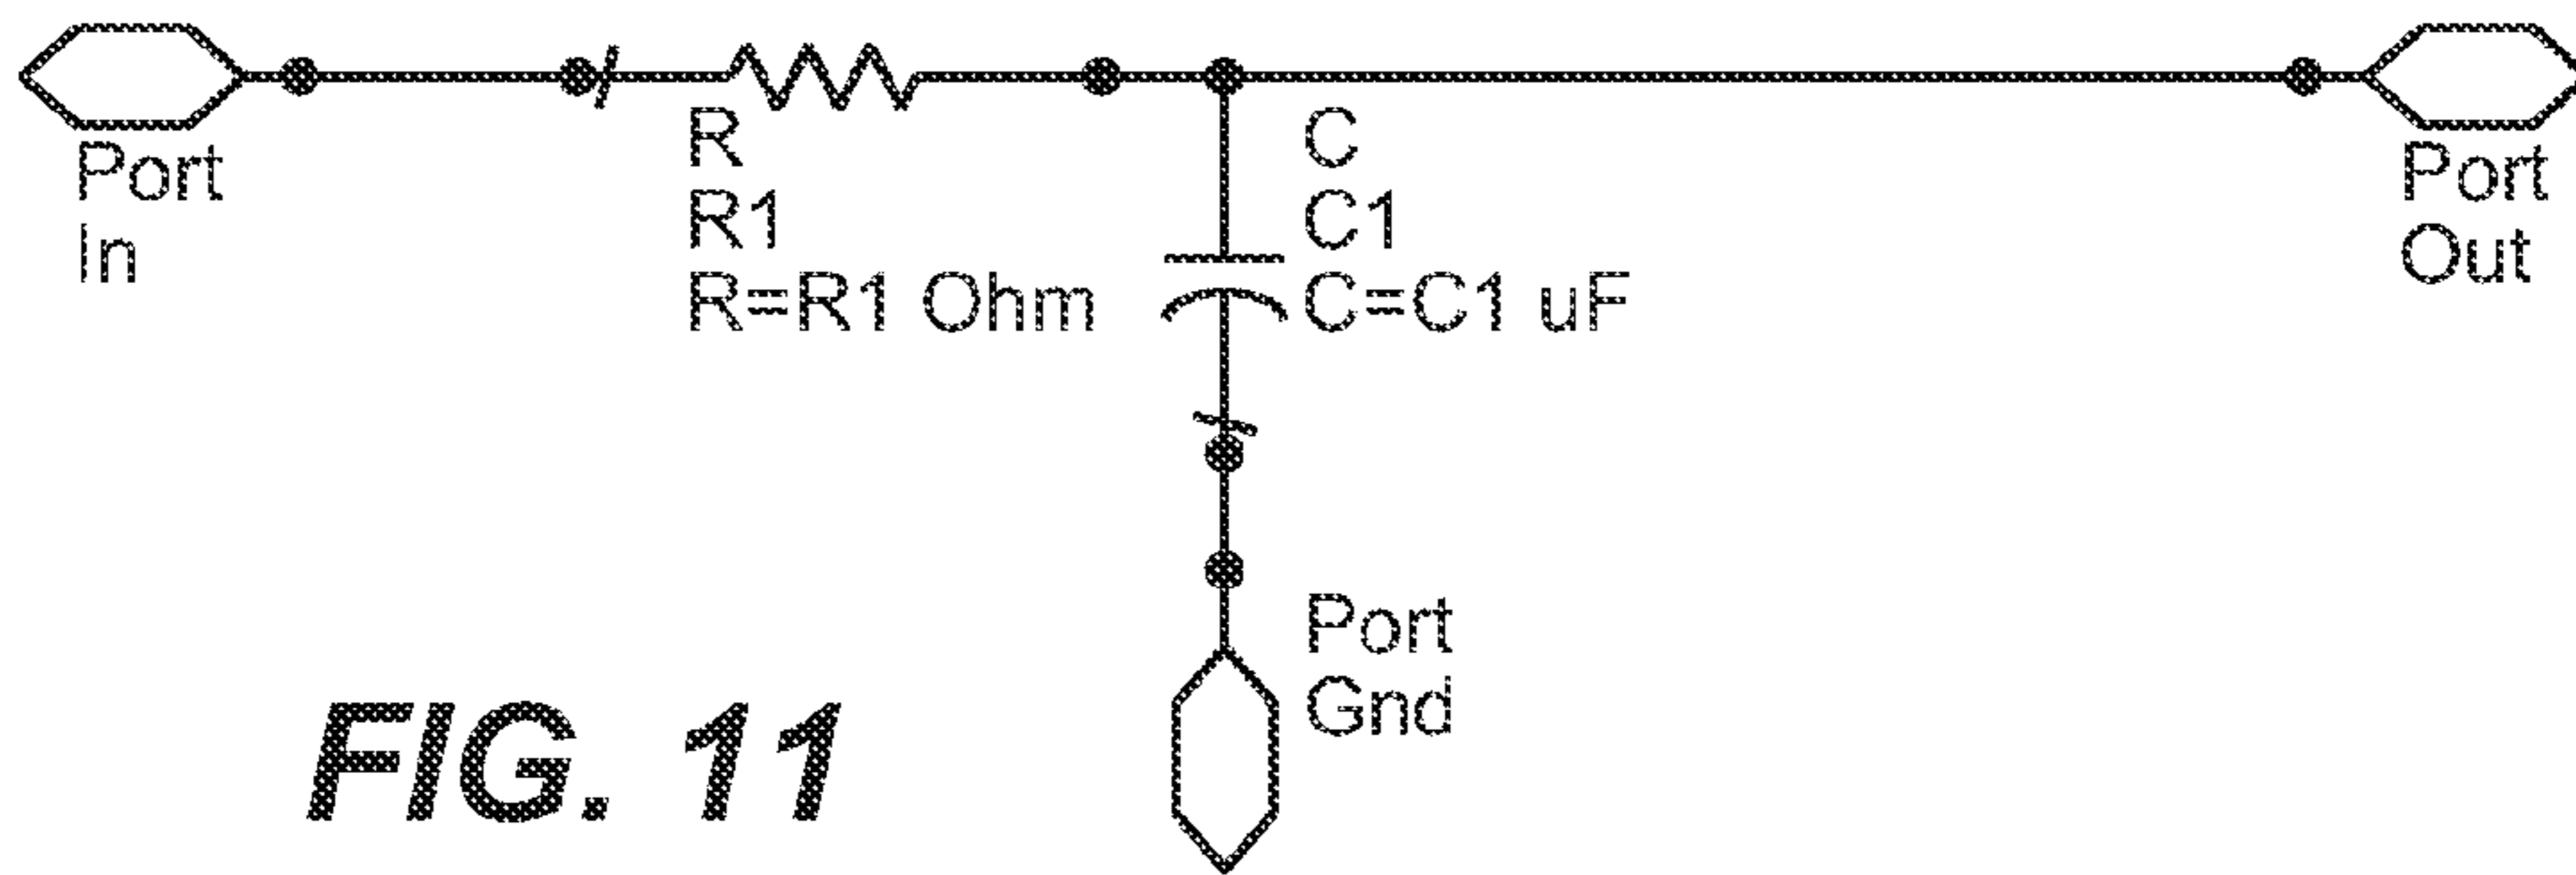 Port
In
R
R1
R=R1 Ohm
C
C1
C=C1 uF
Port
Out
Port
Gnd
FIG. 11